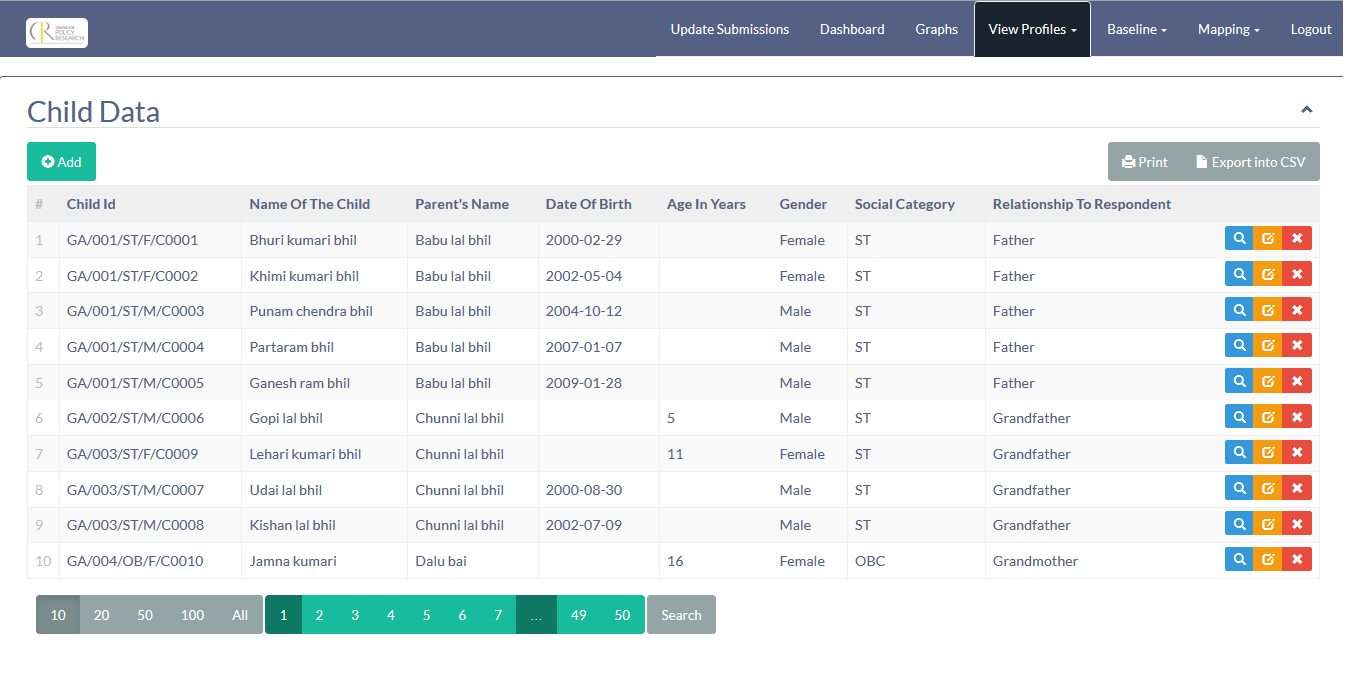 CENTRE FOR
POLICY
RESEARCH
Update Submissions Dashboard Graphs View Profiles Baseline Mapping Logout
Child Data
Add Print Export into CSV
# Child Id Name Of The Child Parent's Name Date Of Birth Age In Years Gender Social Category Relationship To Respondent
1 GA/001/ST/F/C0001 Bhuri kumari bhil Babu lal bhil 2000-02-29 Female ST Father
2 GA/001/ST/F/C0002 Khimi kumari bhil Babu lal bhil 2002-05-04 Female ST Father
3 GA/001/ST/M/C0003 Punam chendra bhil Babu lal bhil 2004-10-12 Male ST Father
4 GA/001/ST/M/C0004 Partaram bhil Babu lal bhil 2007-01-07 Male ST Father
5 GA/001/ST/M/C0005 Ganesh ram bhil Babu lal bhil 2009-01-28 Male ST Father
6 GA/002/ST/M/C0006 Gopi lal bhil Chunni lal bhil 5 Male ST Grandfather
7 GA/003/ST/F/C0009 Lehari kumari bhil Chunni lal bhil 11 Female ST Grandfather
8 GA/003/ST/M/C0007 Udai lal bhil Chunni lal bhil 2000-08-30 Male ST Grandfather
9 GA/003/ST/M/C0008 Kishan lal bhil Chunni lal bhil 2002-07-09 Male ST Grandfather
10 GA/004/OB/F/C0010 Jamna kumari Dalu bai 16 Female OBC Grandmother
10 20 50 100 All 1 2 3 4 5 6 7 ... 49 50 Search